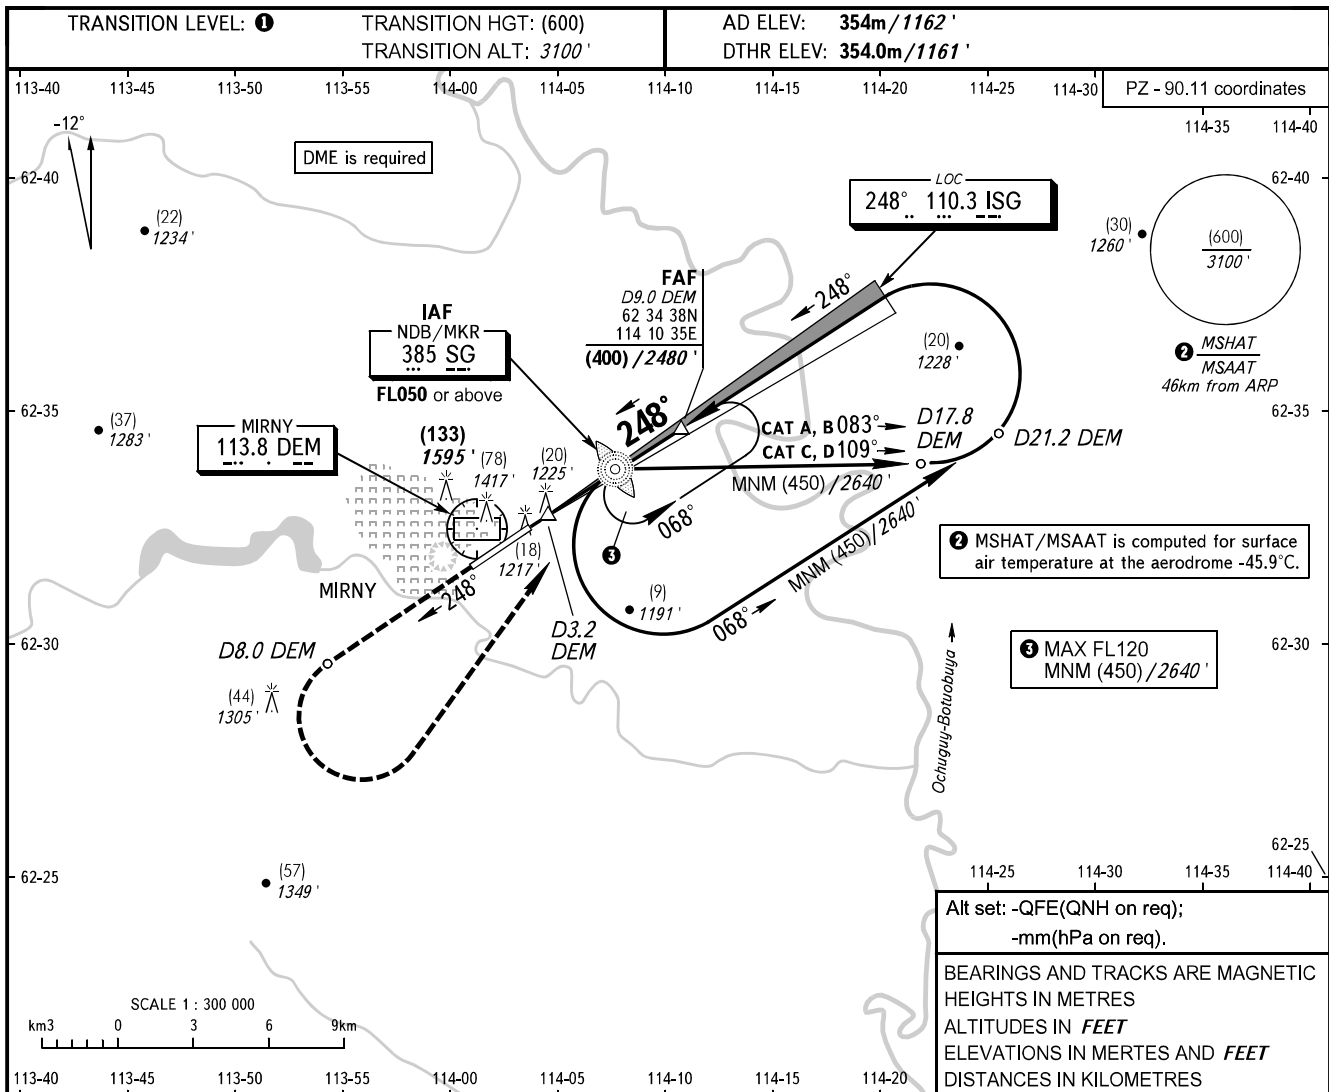 TRANSITION LEVEL: ❶
TRANSITION HGT: (600)
TRANSITION ALT: 3100 '
AD ELEV: 354m/1162 '
DTHR ELEV: 354.0m/1161 '
113-40 113-45 113-50 113-55 114-00 114-05 114-10 114-15 114-20 114-25 114-30
PZ - 90.11 coordinates
114-35 114-40
-12°
DME is required
62-40
62-40
LOC
248° 110.3 ISG
(22)
1234 '
(30)
1260 '
(600)
3100 '
❷ MSHAT
MSAAT
46km from ARP
FAF
D9.0 DEM
62 34 38N
114 10 35E
(400) /2480 '
248°
IAF
NDB/MKR
385 SG
FL050 or above
(20)
1228 '
62-35
62-35
(37)
1283 '
MIRNY
113.8 DEM
(133)
1595 '
(78)
1417 '
(20)
1225 '
248°
CAT A, B 083°
CAT C, D 109°
MNM (450) /2640 '
D17.8
DEM
D21.2 DEM
068°
❸
(18)
1217 '
MIRNY
248°
(9)
1191 '
068°
MNM (450) /2640 '
❷ MSHAT/MSAAT is computed for surface
air temperature at the aerodrome -45.9°C.
D3.2
DEM
D8.0 DEM
62-30
62-30
❸ MAX FL120
MNM (450) /2640 '
(44)
1305 '
Ochuguy-Botuobuya
62-25
62-25
(57)
1349 '
114-25 114-30 114-35 114-40
Alt set: -QFE(QNH on req);
-mm(hPa on req).
BEARINGS AND TRACKS ARE MAGNETIC
HEIGHTS IN METRES
ALTITUDES IN FEET
ELEVATIONS IN MERTES AND FEET
DISTANCES IN KILOMETRES
SCALE 1 : 300 000
km3 0 3 6 9km
113-40 113-45 113-50 113-55 114-00 114-05 114-10 114-15 114-20